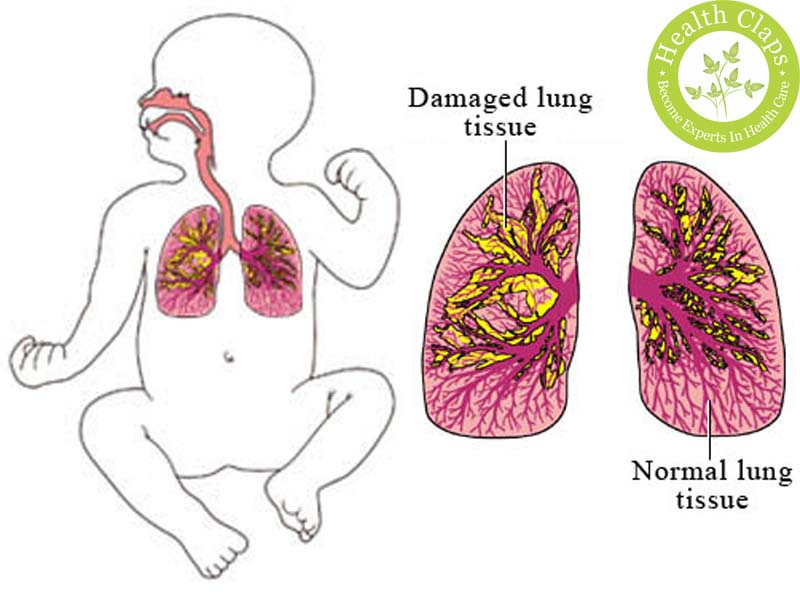 Health Claps
Become Experts In Health Care
Damaged lung
tissue
Normal lung
tissue